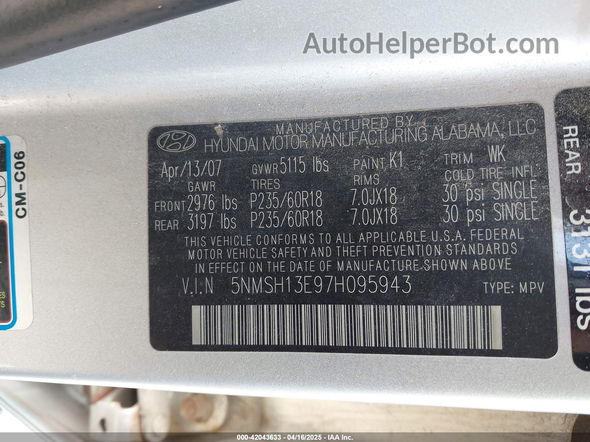 AutoHelperBot.com
MANUFACTURED BY
HYUNDAI MOTOR MANUFACTURING ALABAMA, LLC
Apr/13/07 GVWR 5115 lbs PAINT K1 TRIM WK
GAWR TIRES RIMS COLD TIRE INFL.
FRONT 2976 lbs P235/60R18 7.0JX18 30 psi SINGLE
REAR 3197 lbs P235/60R18 7.0JX18 30 psi SINGLE
THIS VEHICLE CONFORMS TO ALL APPLICABLE U.S.A. FEDERAL
MOTOR VEHICLE SAFETY AND THEFT PREVENTION STANDARDS
IN EFFECT ON THE DATE OF MANUFACTURE SHOWN ABOVE
V.I.N 5NMSH13E97H095943 TYPE: MPV
CM-C06
REAR 3131 lbs
000-42043633 - 04/16/2025 - IAA Inc.